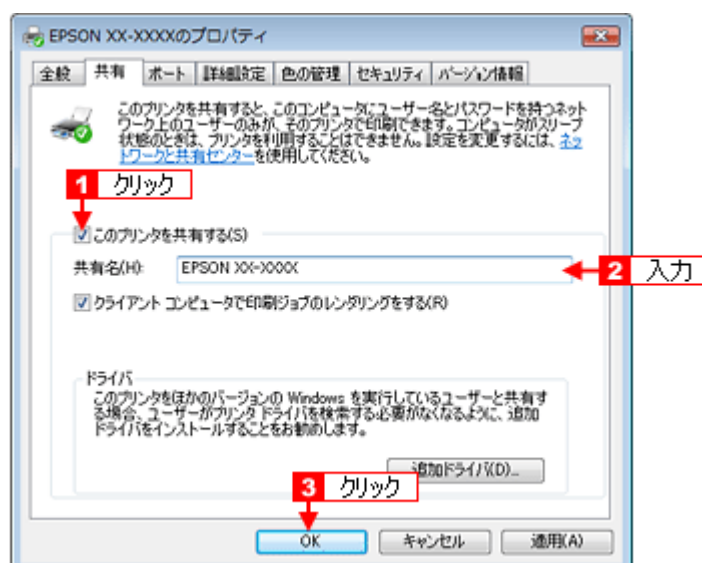 EPSON XX-XXXXのプロパティ
全般 共有 ポート 詳細設定 色の管理 セキュリティ バージョン情報
このプリンタを共有すると、このコンピュータにユーザー名とパスワードを持つネット
ワーク上のユーザーのみが、そのプリンタで印刷できます。コンピュータがスリープ
状態のときは、プリンタを利用することはできません。設定を変更するには、ネッ
トワークと共有センターを使用してください。
1 クリック
このプリンタを共有する(S)
共有名(H): EPSON XX-XXXX
2 入力
クライアント コンピュータで印刷ジョブのレンダリングをする(R)
ドライバ
このプリンタをほかのバージョンの Windows を実行しているユーザーと共有す
る場合、ユーザーがプリンタ ドライバを検索する必要がなくなるように、追加
ドライバをインストールすることをお勧めします。
追加ドライバ(D)...
3 クリック
OK キャンセル 適用(A)